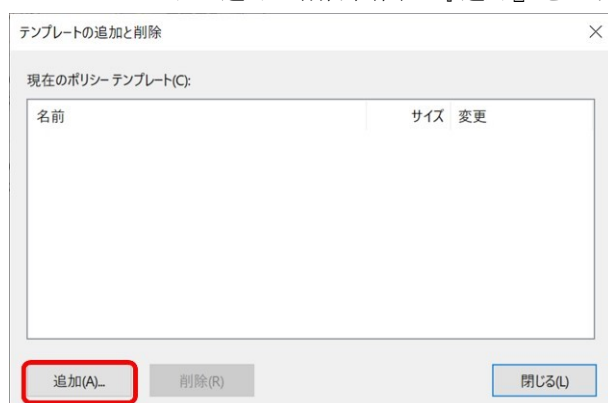 テンプレートの追加と削除
現在のポリシー テンプレート(C):
名前 サイズ 変更
追加(A)... 削除(R) 閉じる(L)